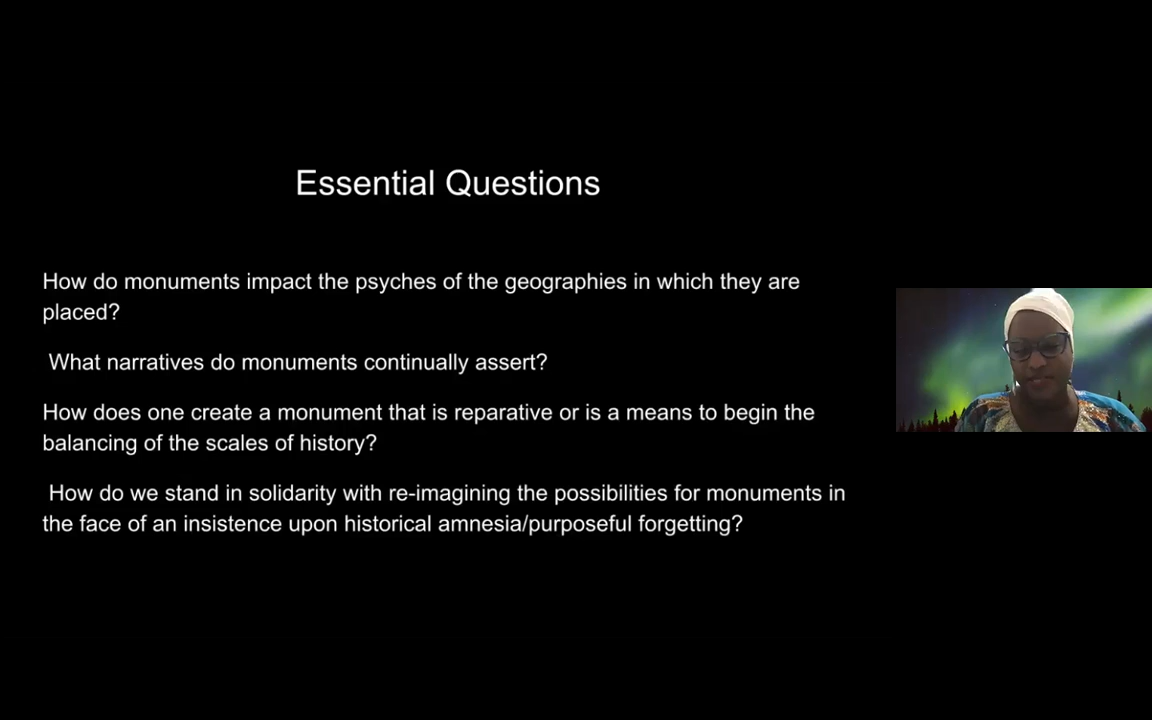 Essential Questions
How do monuments impact the psyches of the geographies in which they are
placed?
What narratives do monuments continually assert?
How does one create a monument that is reparative or is a means to begin the
balancing of the scales of history?
How do we stand in solidarity with re-imagining the possibilities for monuments in
the face of an insistence upon historical amnesia/purposeful forgetting?